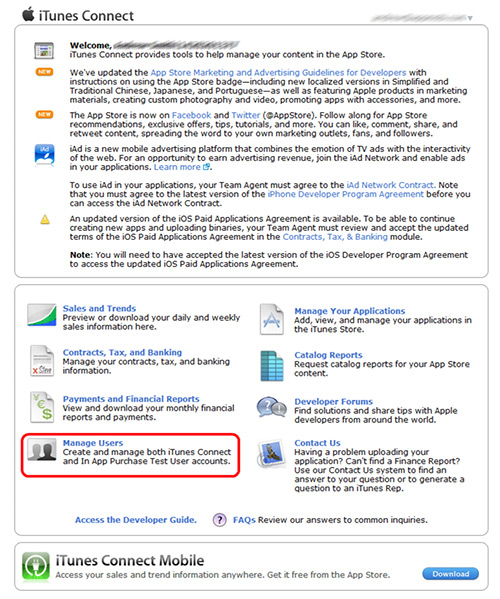 iTunes Connect
Welcome,
iTunes Connect provides tools to help manage your content in the App Store.
NEW
We've updated the App Store Marketing and Advertising Guidelines for Developers with
instructions on using the App Store badge—including new localized versions in Simplified and
Traditional Chinese, Japanese, and Portuguese—as well as featuring Apple products in marketing
materials, creating custom photography and video, promoting apps with accessories, and more.
NEW
The App Store is now on Facebook and Twitter (@AppStore). Follow along for App Store
recommendations, exclusive offers, tips, tutorials, and more. You can like, comment, share, and
retweet content, spreading the word to your own marketing outlets, fans, and followers.
iAd
iAd is a new mobile advertising platform that combines the emotion of TV ads with the interactivity
of the web. For an opportunity to earn advertising revenue, join the iAd Network and enable ads
in your applications. Learn more
To use iAd in your applications, your Team Agent must agree to the iAd Network Contract. Note
that you must agree to the latest version of the iPhone Developer Program Agreement before you
can access the iAd Network Contract.
An updated version of the iOS Paid Applications Agreement is available. To be able to continue
creating new apps and uploading binaries, your Team Agent must review and accept the updated
terms of the iOS Paid Applications Agreement in the Contracts, Tax, & Banking module.
Note: You will need to have accepted the latest version of the iOS Developer Program Agreement
to access the updated iOS Paid Applications Agreement.
Sales and Trends
Preview or download your daily and weekly
sales information here.
Manage Your Applications
Add, view, and manage your applications in
the iTunes Store.
Contracts, Tax, and Banking
Manage your contracts, tax, and banking
information.
Catalog Reports
Request catalog reports for your App Store
content.
Payments and Financial Reports
View and download your monthly financial
reports and payments.
Developer Forums
Find solutions and share tips with Apple
developers from around the world.
Manage Users
Create and manage both iTunes Connect
and In App Purchase Test User accounts.
Contact Us
Having a problem uploading your
application? Can't find a Finance Report?
Use our Contact Us system to find an
answer to your question or to generate a
question to an iTunes Rep.
Access the Developer Guide.
? FAQs Review our answers to common inquiries.
iTunes Connect Mobile
Access your sales and trend information anywhere. Get it free from the App Store.
Download